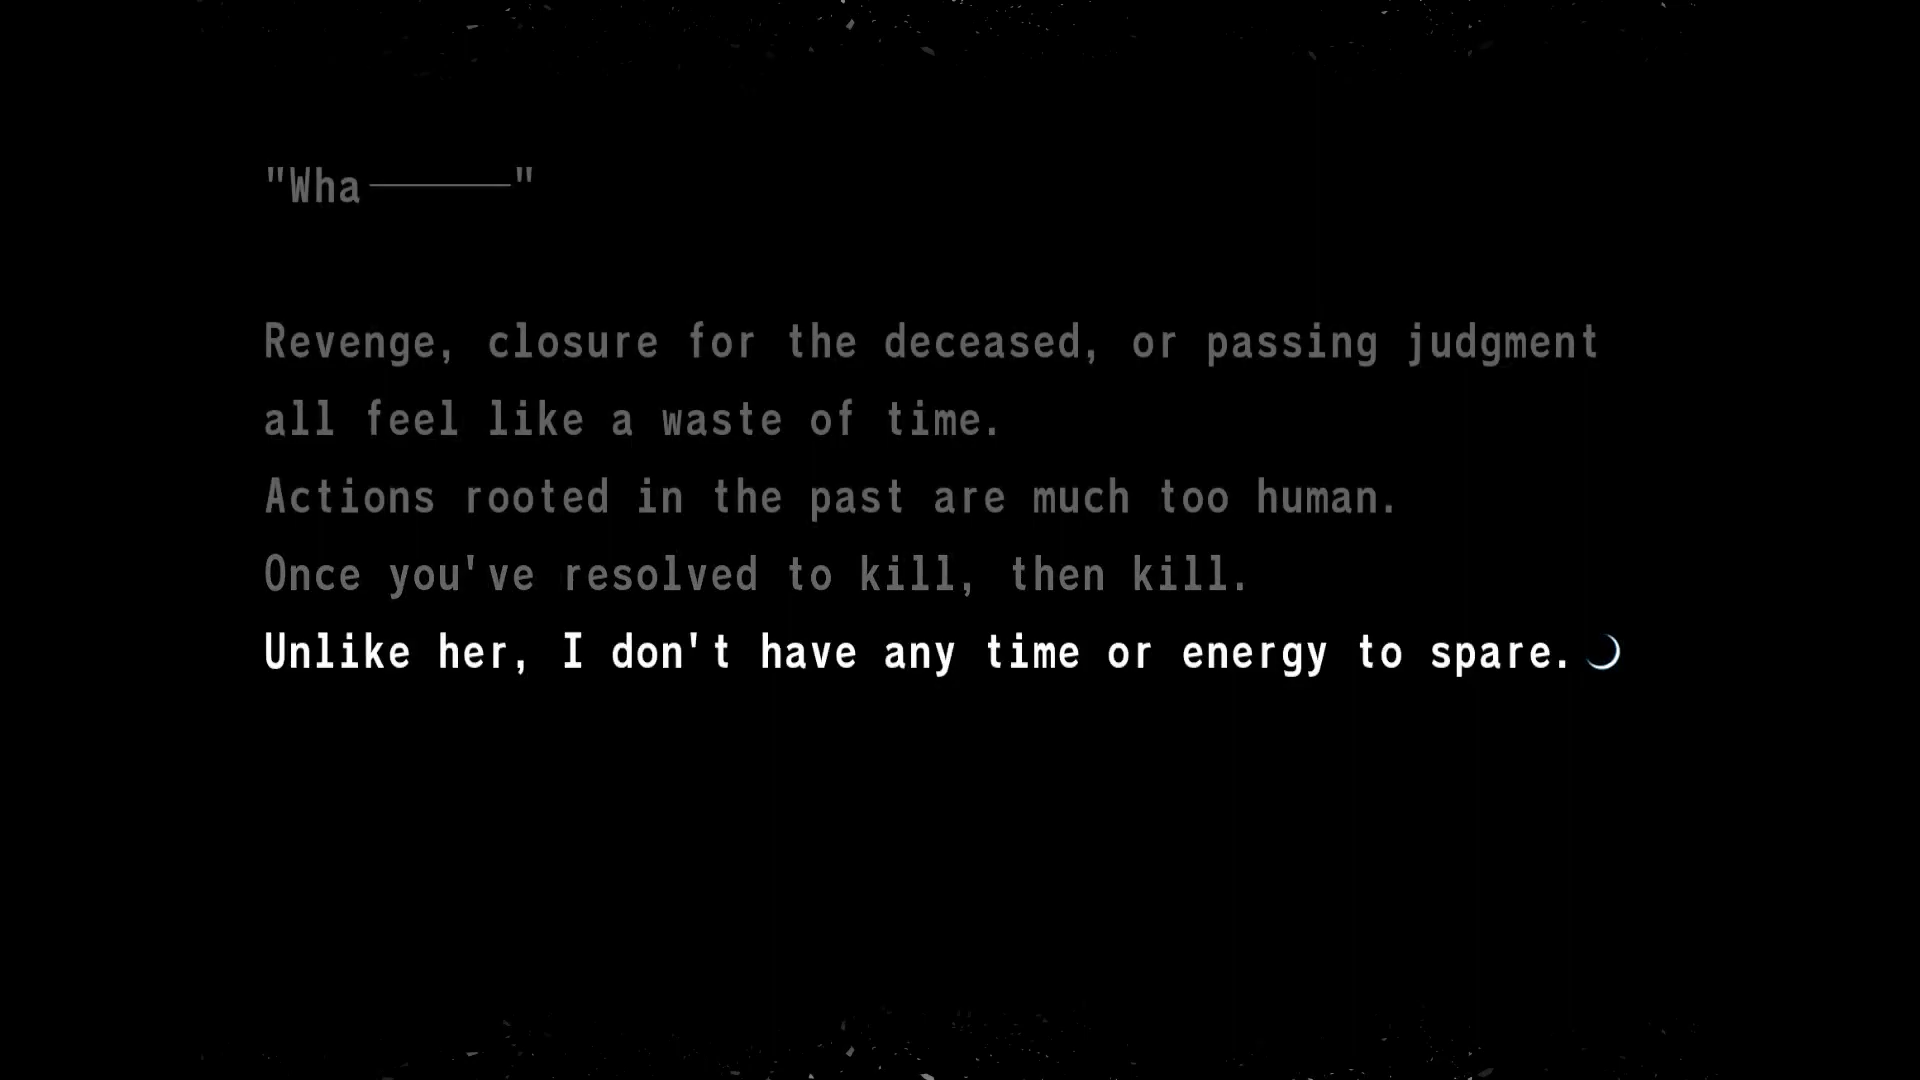 "Wha———"
Revenge, closure for the deceased, or passing judgment
all feel like a waste of time.
Actions rooted in the past are much too human.
Once you've resolved to kill, then kill.
Unlike her, I don't have any time or energy to spare.